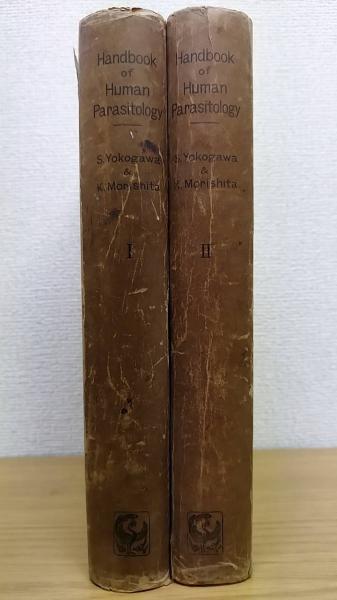 Handbook
of
Human
Parasitology
S. Yokogawa
&
K. Morishita
I
Handbook
of
Human
Parasitology
S. Yokogawa
&
K. Morishita
II